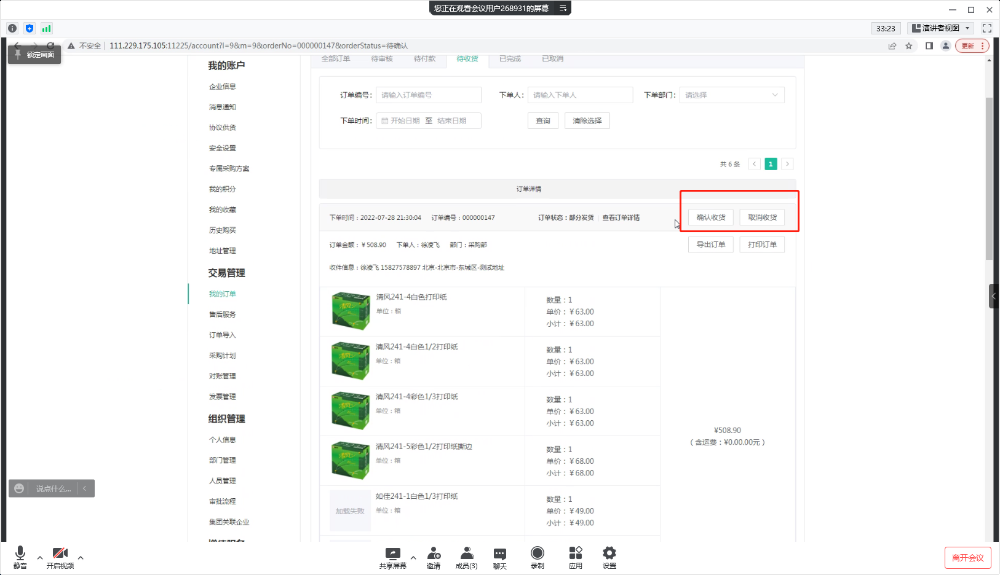 您正在观看会议用户268931的屏幕
33:23
演讲者视图
不安全
111.229.175.105:11225/account?i=9&m=9&orderNo=000000147&orderStatus=待确认
更新
锁定画面
我的账户
企业信息
消息通知
协议供货
安全设置
专属采购方案
我的积分
我的收藏
历史购买
地址管理
交易管理
我的订单
售后服务
订单导入
采购计划
对账管理
发票管理
组织管理
个人信息
部门管理
人员管理
审批流程
集团关联企业
全部订单 待审核 待付款 待收货 已完成 已取消
订单编号: 请输入订单编号 下单人: 请输入下单人 下单部门: 请选择
下单时间: 开始日期 至 结束日期 查询 清除选择
共 6 条 1
订单详情
下单时间：2022-07-28 21:30:04 订单编号：000000147 订单状态：部分发货 查看订单详情 确认收货 取消收货
订单金额：￥508.90 下单人：徐凌飞 部门：采购部 导出订单 打印订单
收件信息：徐凌飞 15827578897 北京-北京市-东城区-测试地址
清风241-4白色打印纸
单位：箱
数量：1
单价：￥63.00
小计：￥63.00
清风
清风241-4白色1/2打印纸
单位：箱
数量：1
单价：￥63.00
小计：￥63.00
清风
清风241-4彩色1/3打印纸
单位：箱
数量：1
单价：￥63.00
小计：￥63.00
清风
清风241-5彩色1/2打印纸撕边
单位：箱
数量：1
单价：￥68.00
小计：￥68.00
清风
如佳241-1白色1/3打印纸
单位：箱
加载失败
数量：1
单价：￥49.00
小计：￥49.00
¥508.90
（含运费：¥0.00.00元）
说点什么...
静音 开启视频 共享屏幕 邀请 成员(3) 聊天 录制 应用 设置 离开会议